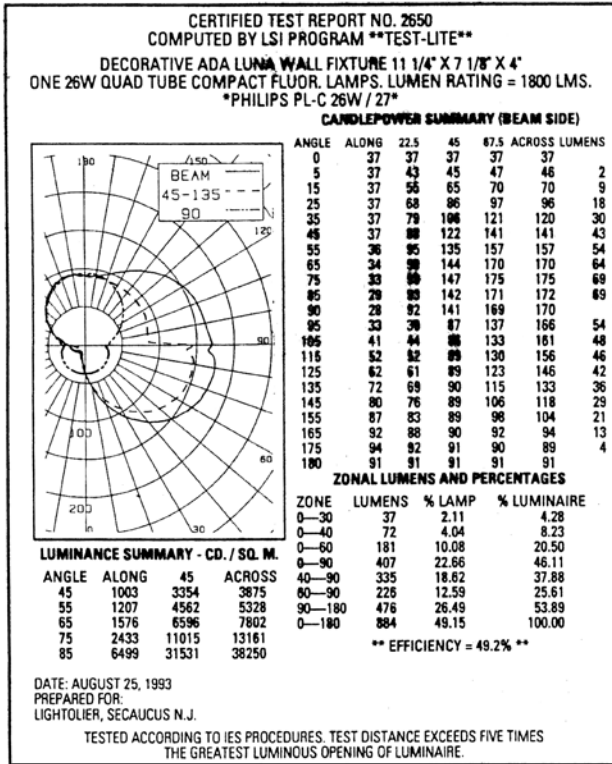 CERTIFIED TEST REPORT NO. 2650
COMPUTED BY LSI PROGRAM **TEST-LITE**
DECORATIVE ADA LUNA WALL FIXTURE 11 1/4" X 7 1/8" X 4"
ONE 26W QUAD TUBE COMPACT FLUOR. LAMPS. LUMEN RATING = 1800 LMS.
*PHILIPS PL-C 26W / 27*
CANDLEPOWER SUMMARY (BEAM SIDE)
ANGLE ALONG 22.5 45 67.5 ACROSS LUMENS
0 37 37 37 37 37
5 37 43 45 47 46 2
15 37 56 65 70 70 9
25 37 68 86 97 96 18
35 37 79 106 121 120 30
45 37 88 122 141 141 43
55 36 95 135 157 157 54
65 34 144 170 170 64
75 33 147 175 175 69
85 29 142 171 172 69
90 28 92 141 169 170
95 33 87 137 166 54
105 41 44 133 161 48
115 52 52 89 130 156 46
125 62 61 89 123 146 42
135 72 69 90 115 133 36
145 80 76 89 106 118 29
155 87 83 89 98 104 21
165 92 88 90 92 94 13
175 94 92 91 90 89 4
180 91 91 91 91 91
180 150
BEAM
45-135
90
120
90
60
100
200
0 30
ZONAL LUMENS AND PERCENTAGES
ZONE LUMENS % LAMP % LUMINAIRE
0—30 37 2.11 4.28
0—40 72 4.04 8.23
0—60 181 10.08 20.50
0—90 407 22.66 46.11
40—90 335 18.62 37.88
60—90 226 12.59 25.61
90—180 476 26.49 53.89
0—180 884 49.15 100.00
** EFFICIENCY = 49.2% **
LUMINANCE SUMMARY - CD. / SQ. M.
ANGLE ALONG 45 ACROSS
45 1003 3354 3875
55 1207 4562 5328
65 1576 6596 7802
75 2433 11015 13161
85 6499 31531 38250
DATE: AUGUST 25, 1993
PREPARED FOR:
LIGHTOLIER, SECAUCUS N.J.
TESTED ACCORDING TO IES PROCEDURES. TEST DISTANCE EXCEEDS FIVE TIMES
THE GREATEST LUMINOUS OPENING OF LUMINAIRE.